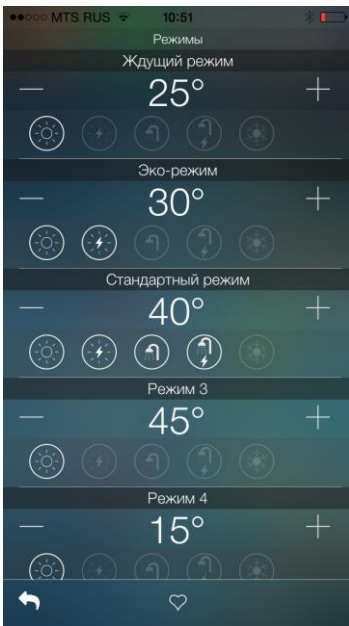 MTS RUS 10:51
Режимы
Ждущий режим
25°
Эко-режим
30°
Стандартный режим
40°
Режим 3
45°
Режим 4
15°